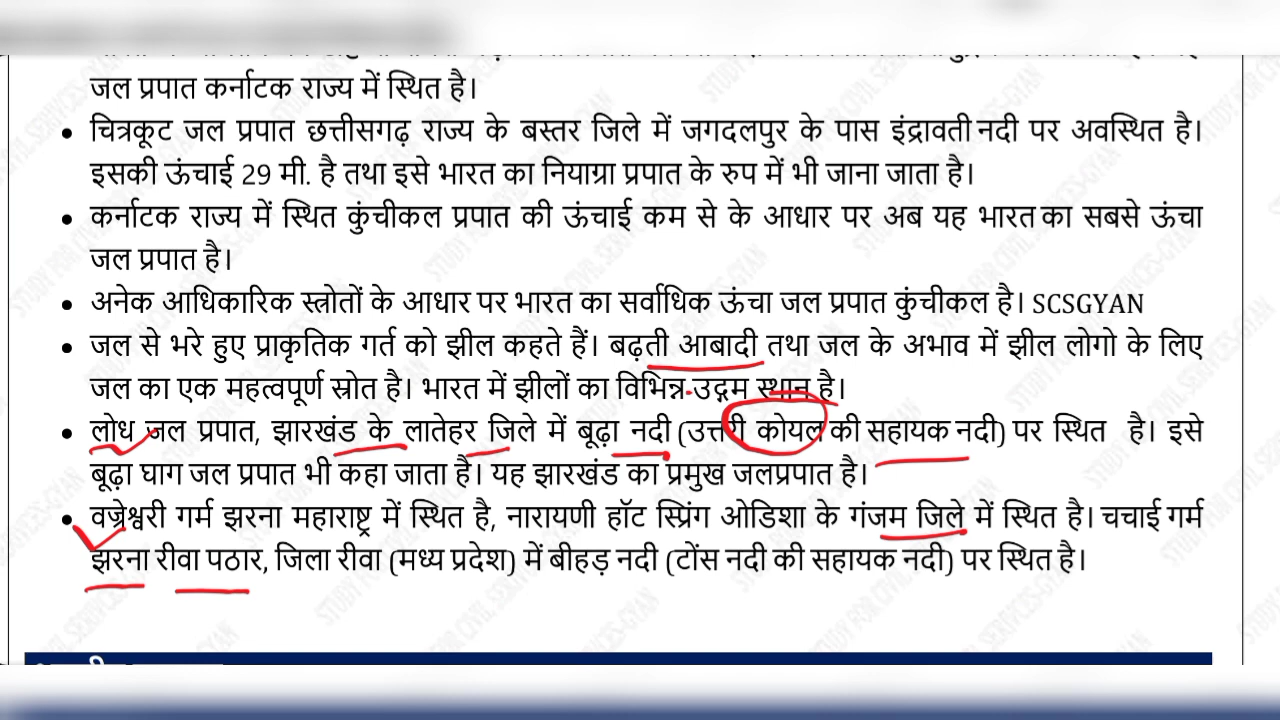 जल प्रपात कर्नाटक राज्य में स्थित है।
• चित्रकूट जल प्रपात छत्तीसगढ़ राज्य के बस्तर जिले में जगदलपुर के पास इंद्रावती नदी पर अवस्थित है।
इसकी ऊंचाई 29 मी. है तथा इसे भारत का नियाग्रा प्रपात के रुप में भी जाना जाता है।
• कर्नाटक राज्य में स्थित कुंचीकल प्रपात की ऊंचाई कम से के आधार पर अब यह भारत का सबसे ऊंचा
जल प्रपात है।
• अनेक आधिकारिक स्त्रोतों के आधार पर भारत का सर्वाधिक ऊंचा जल प्रपात कुंचीकल है। SCSGYAN
• जल से भरे हुए प्राकृतिक गर्त को झील कहते हैं। बढ़ती आबादी तथा जल के अभाव में झील लोगो के लिए
जल का एक महत्वपूर्ण स्रोत है। भारत में झीलों का विभिन्न उद्गम स्थान है।
• लोध जल प्रपात, झारखंड के लातेहर जिले में बूढ़ा नदी (उत्तरी कोयल की सहायक नदी) पर स्थित है। इसे
बूढ़ा घाग जल प्रपात भी कहा जाता है। यह झारखंड का प्रमुख जलप्रपात है।
• वज्रेश्वरी गर्म झरना महाराष्ट्र में स्थित है, नारायणी हॉट स्प्रिंग ओडिशा के गंजम जिले में स्थित है। चचाई गर्म
झरना रीवा पठार, जिला रीवा (मध्य प्रदेश) में बीहड़ नदी (टोंस नदी की सहायक नदी) पर स्थित है।